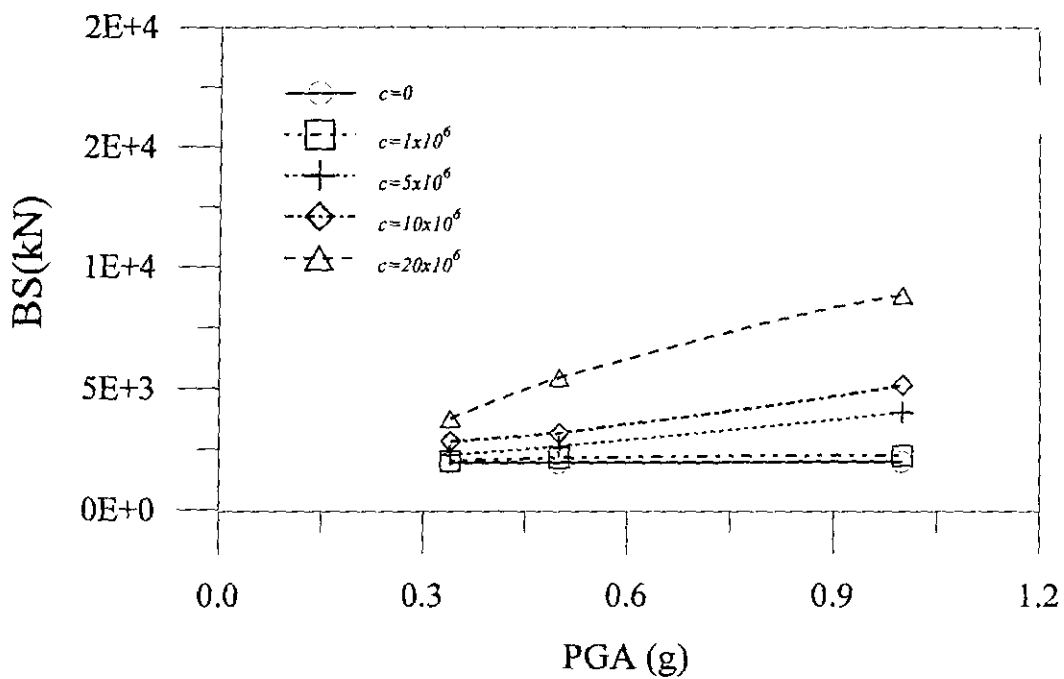 2E+4
2E+4
1E+4
5E+3
0E+0
BS(kN)
c=0
c=1x10⁶
c=5x10⁶
c=10x10⁶
c=20x10⁶
0.0 0.3 0.6 0.9 1.2
PGA (g)